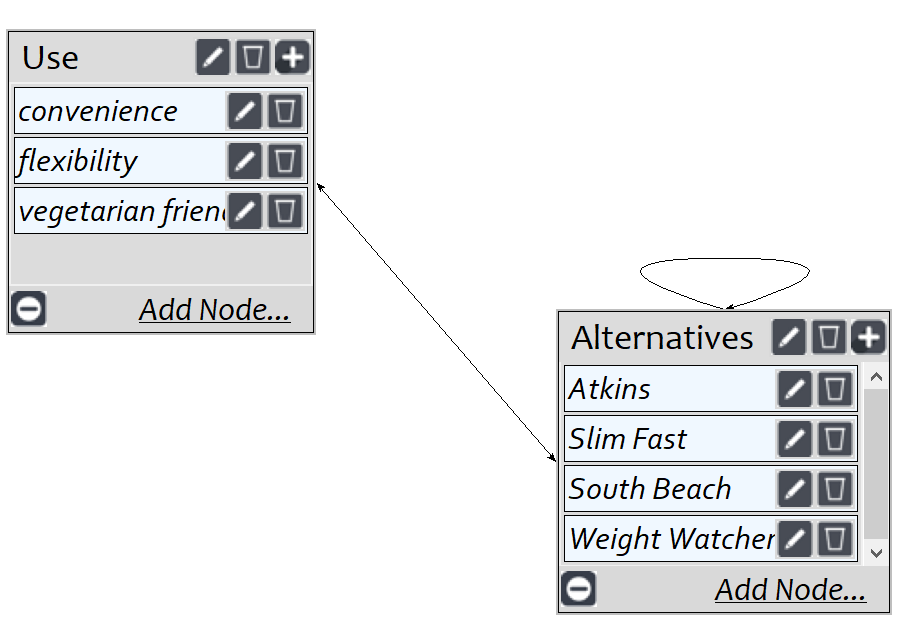 Use
convenience
flexibility
vegetarian frien
Add Node...
Alternatives
Atkins
Slim Fast
South Beach
Weight Watcher
Add Node...